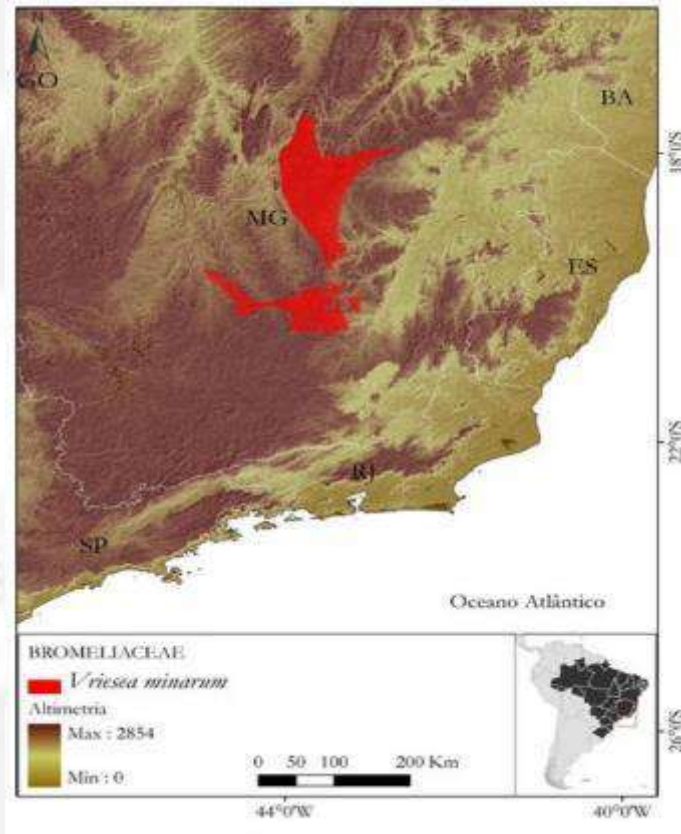 N
GO
BA
18°0'S
MG
ES
22°0'S
RJ
SP
Oceano Atlântico
BROMELIACEAE
Vriesea minarum
Altimetria
Max : 2854
Min : 0
0 50 100 200 Km
26°0'S
44°0'W 40°0'W